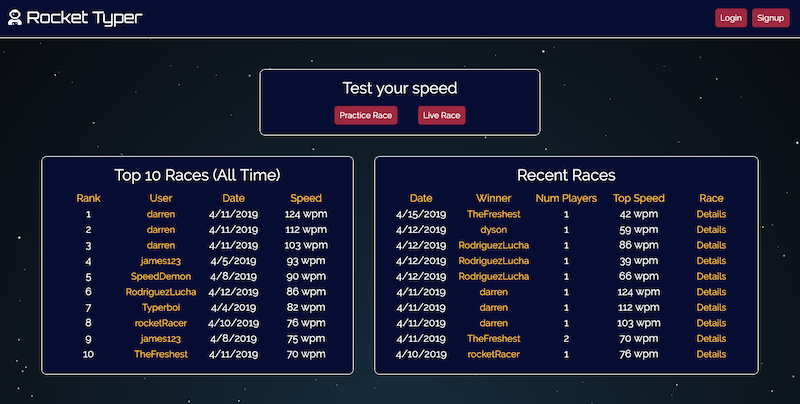 Rocket Typer
Login Signup
Test your speed
Practice Race Live Race
Top 10 Races (All Time)
Rank User Date Speed
1 darren 4/11/2019 124 wpm
2 darren 4/11/2019 112 wpm
3 darren 4/11/2019 103 wpm
4 james123 4/5/2019 93 wpm
5 SpeedDemon 4/8/2019 90 wpm
6 RodriguezLucha 4/12/2019 86 wpm
7 Typerboi 4/4/2019 82 wpm
8 rocketRacer 4/10/2019 76 wpm
9 james123 4/8/2019 75 wpm
10 TheFreshest 4/11/2019 70 wpm
Recent Races
Date Winner Num Players Top Speed Race
4/15/2019 TheFreshest 1 42 wpm Details
4/12/2019 dyson 1 59 wpm Details
4/12/2019 RodriguezLucha 1 86 wpm Details
4/12/2019 RodriguezLucha 1 39 wpm Details
4/12/2019 RodriguezLucha 1 66 wpm Details
4/11/2019 darren 1 124 wpm Details
4/11/2019 darren 1 112 wpm Details
4/11/2019 darren 1 103 wpm Details
4/11/2019 TheFreshest 2 70 wpm Details
4/10/2019 rocketRacer 1 76 wpm Details